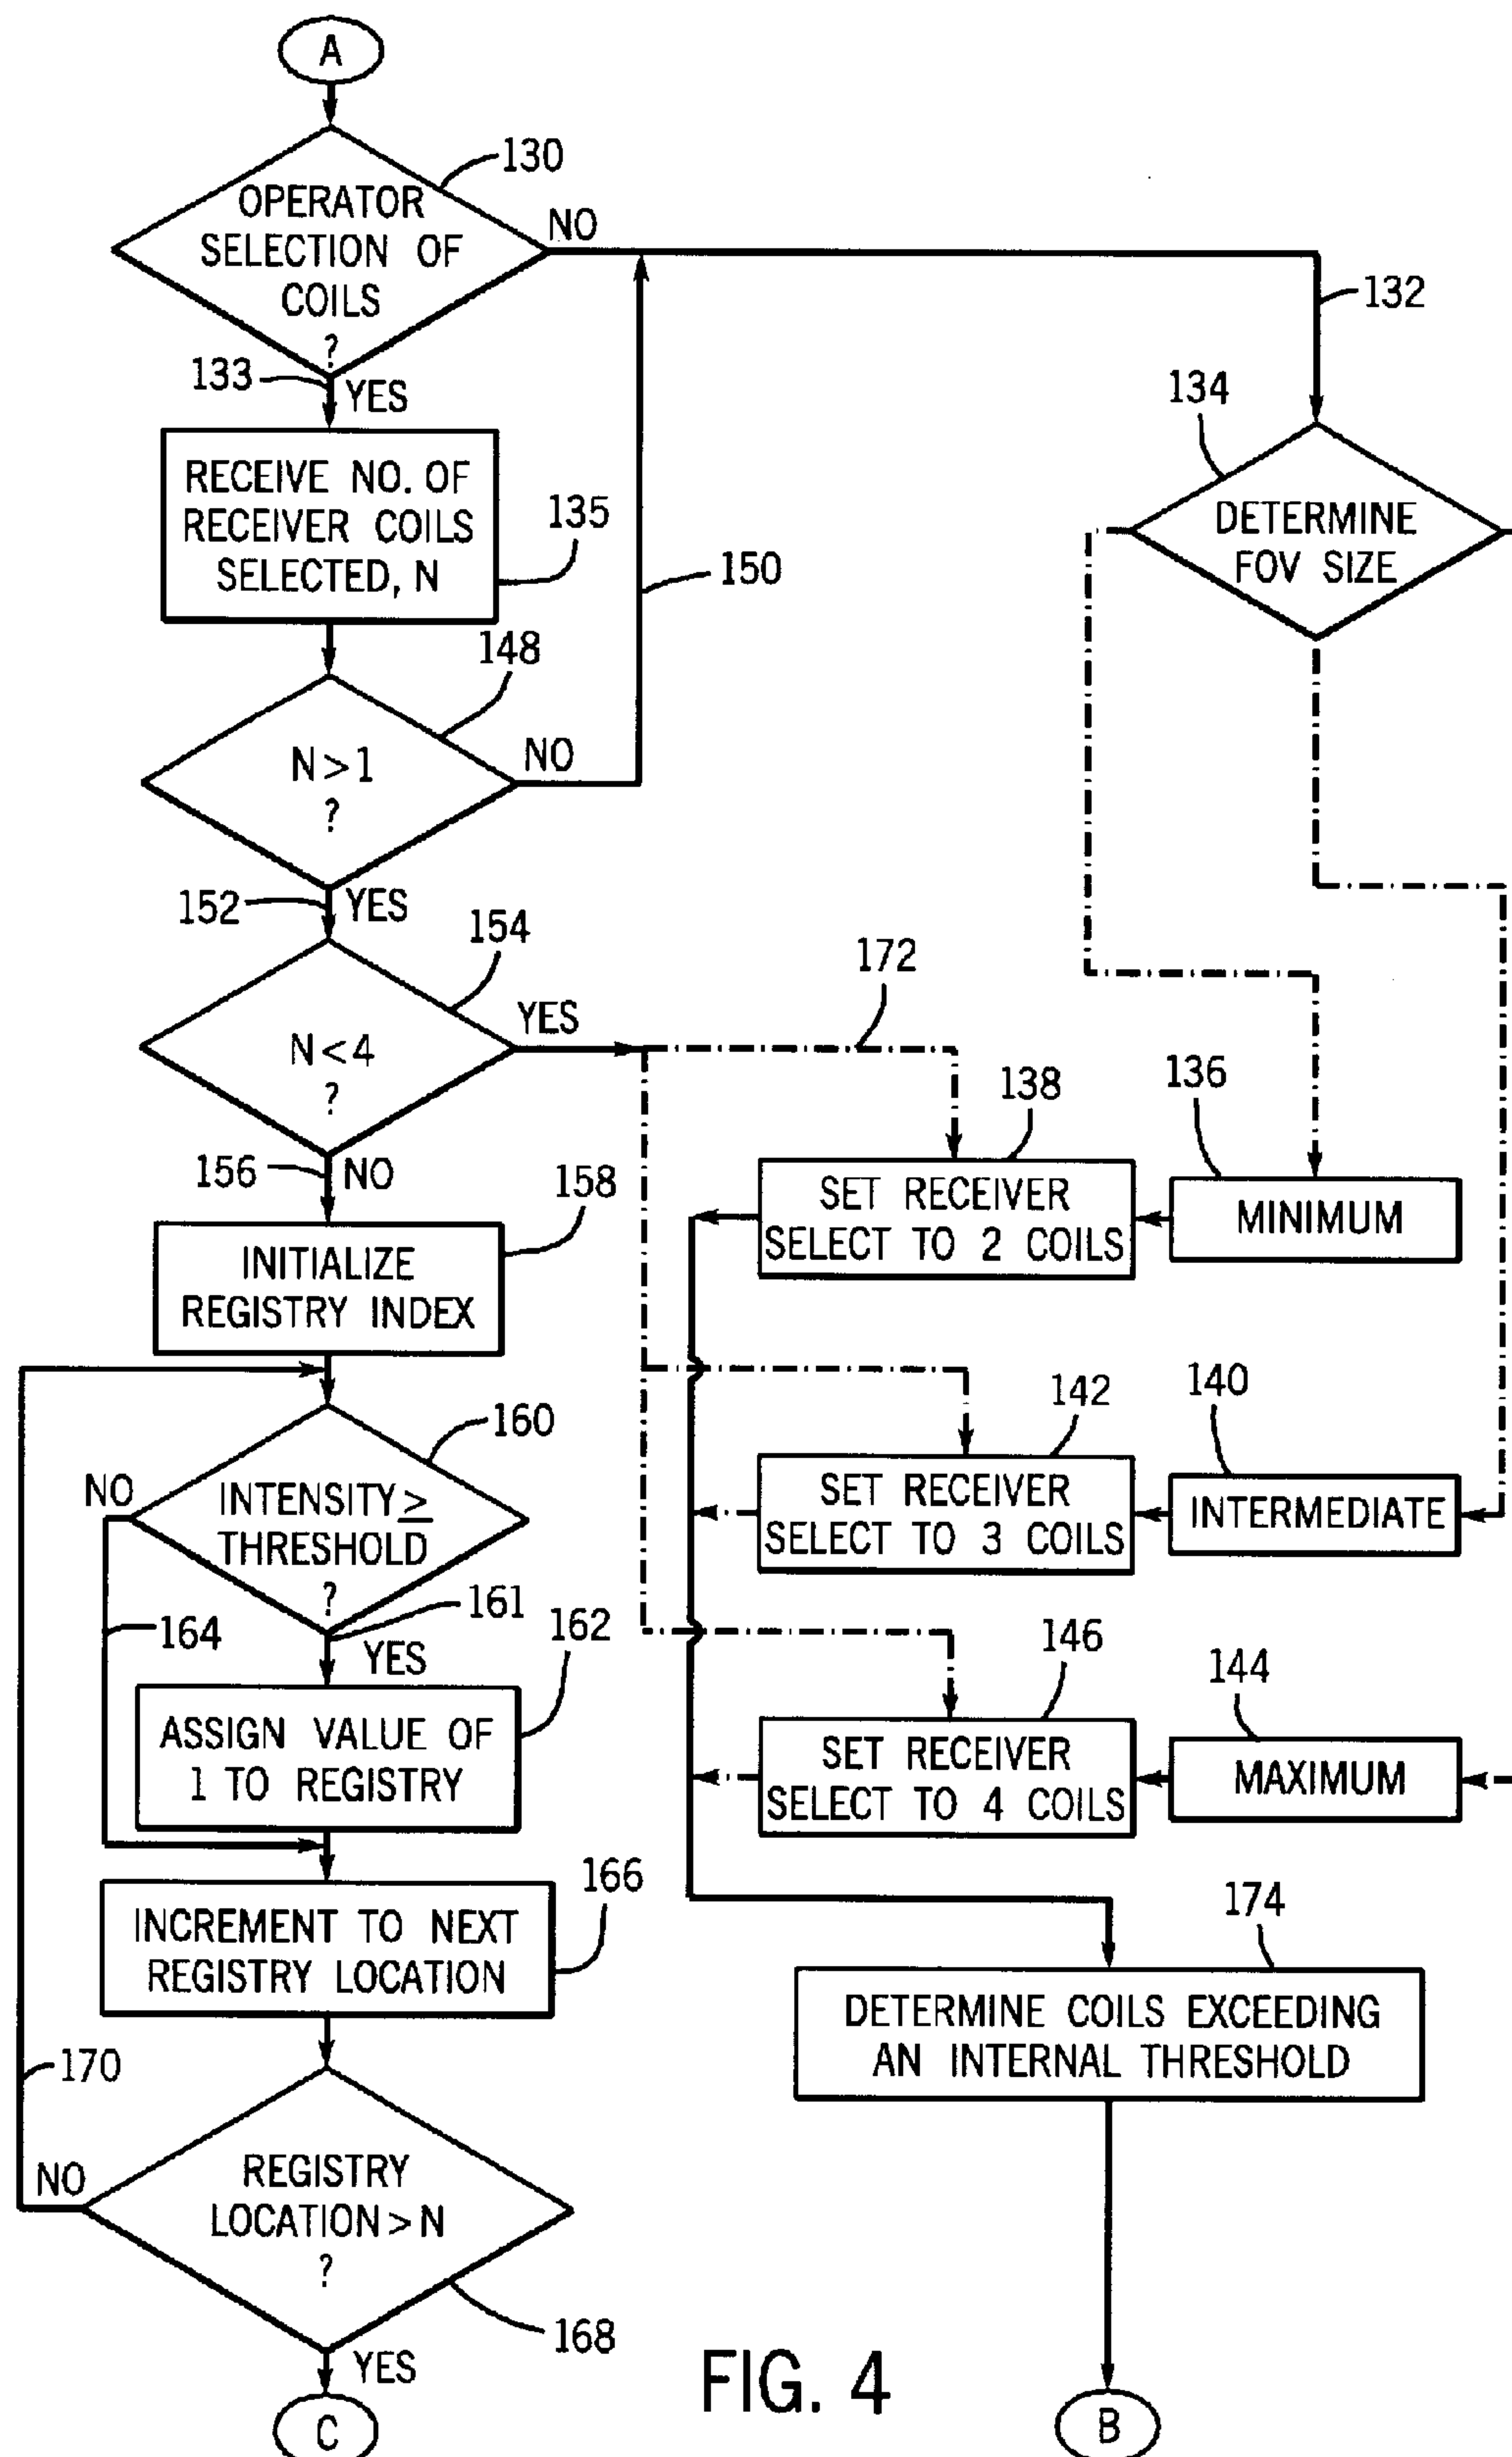 A
130
OPERATOR
SELECTION OF
COILS
?
NO
132
133
YES
134
DETERMINE
FOV SIZE
RECEIVE NO. OF
RECEIVER COILS
SELECTED, N
135
150
148
N>1
?
NO
152
YES
154
N<4
?
YES
172
156
NO
158
INITIALIZE
REGISTRY INDEX
138
SET RECEIVER
SELECT TO 2 COILS
136
MINIMUM
160
NO
INTENSITY ≥
THRESHOLD
?
161
164
YES
162
142
SET RECEIVER
SELECT TO 3 COILS
140
INTERMEDIATE
ASSIGN VALUE OF
1 TO REGISTRY
146
SET RECEIVER
SELECT TO 4 COILS
144
MAXIMUM
INCREMENT TO NEXT
REGISTRY LOCATION
166
174
DETERMINE COILS EXCEEDING
AN INTERNAL THRESHOLD
170
NO
REGISTRY
LOCATION > N
?
168
YES
C
FIG. 4
B